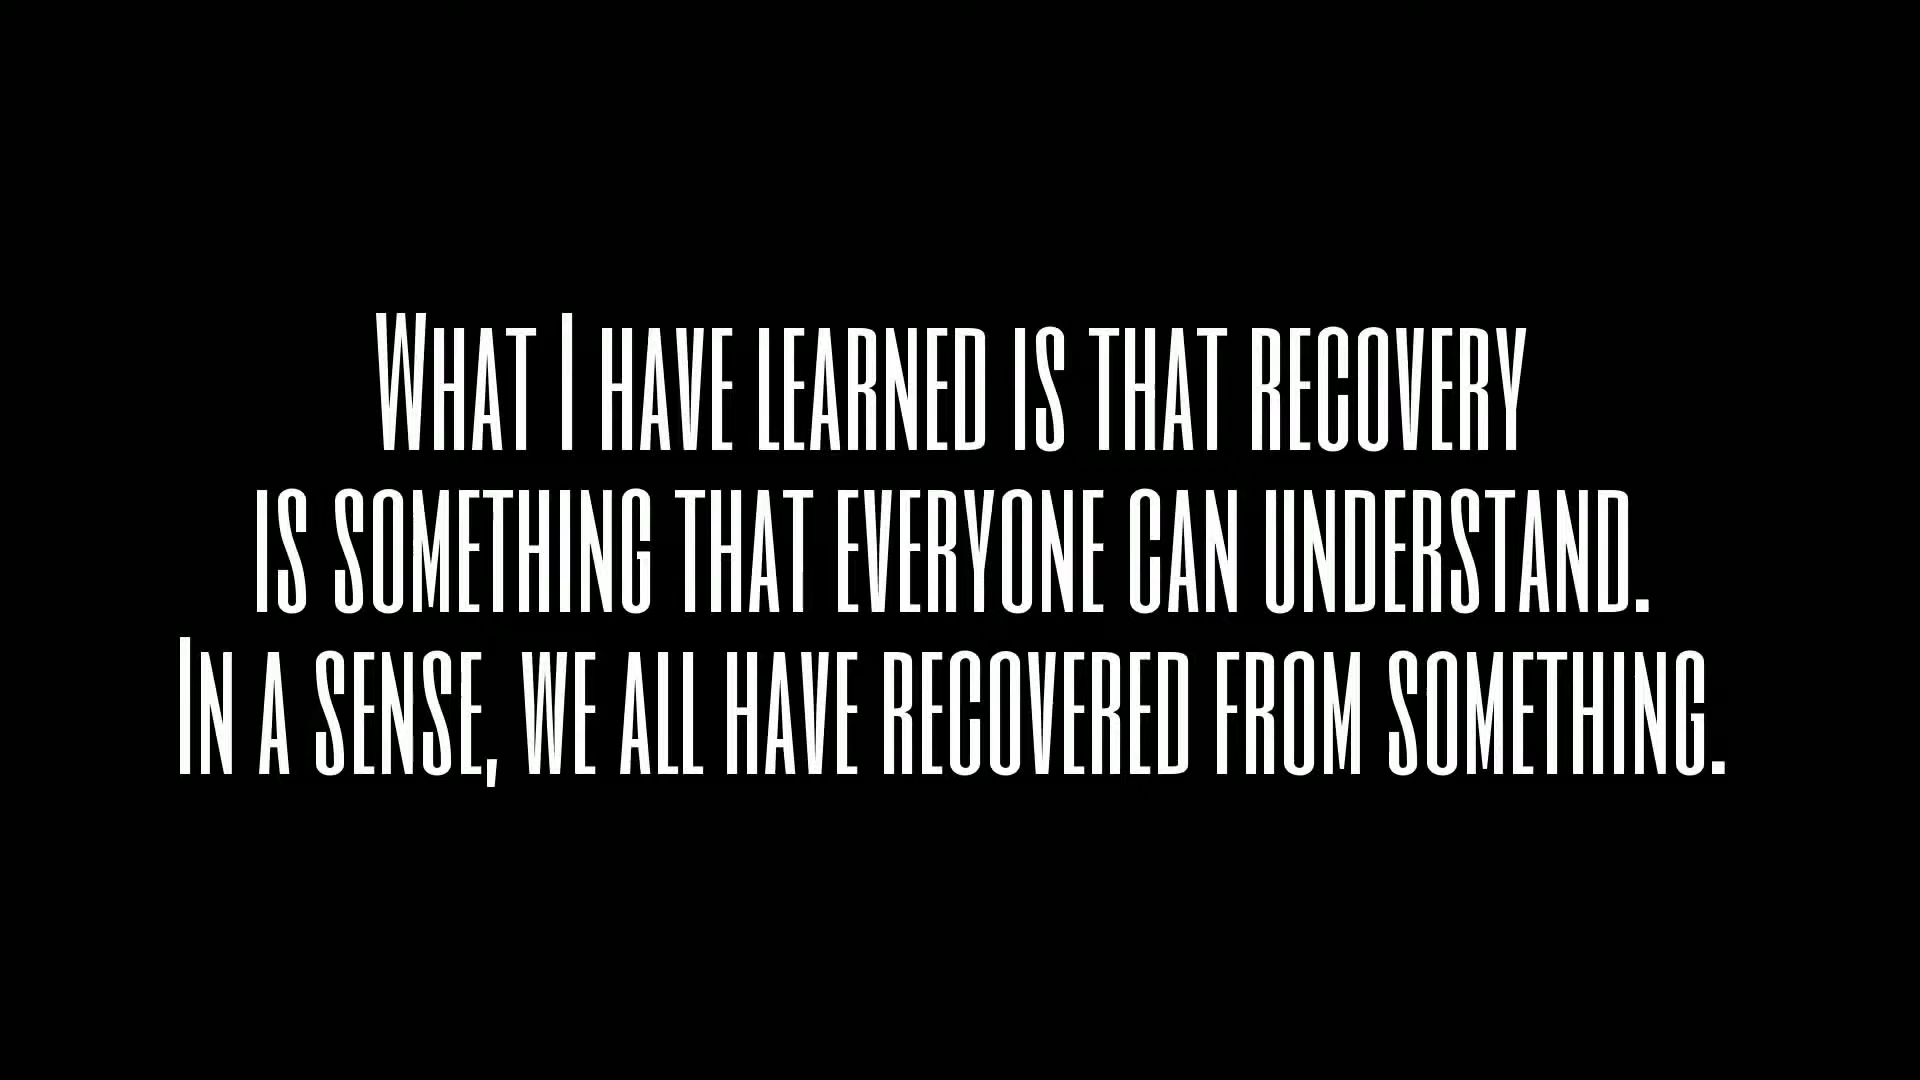 What I have learned is that recovery
is something that everyone can understand.
In a sense, we all have recovered from something.